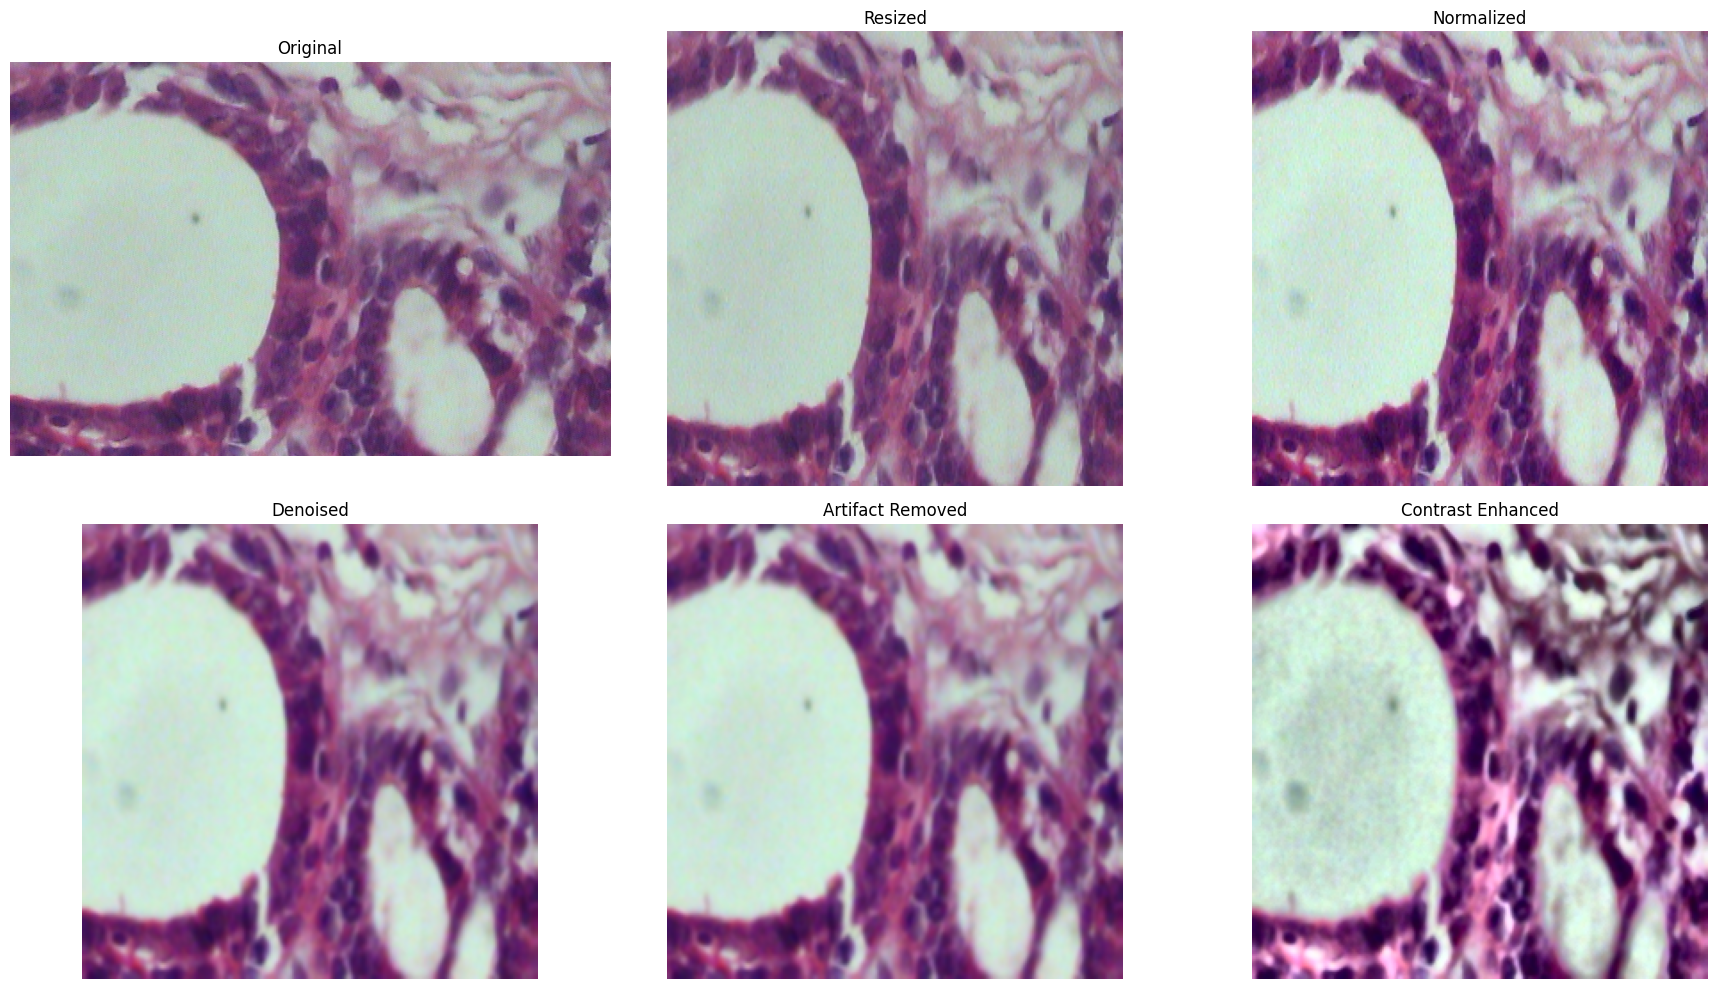 Original
Resized
Normalized
Denoised
Artifact Removed
Contrast Enhanced